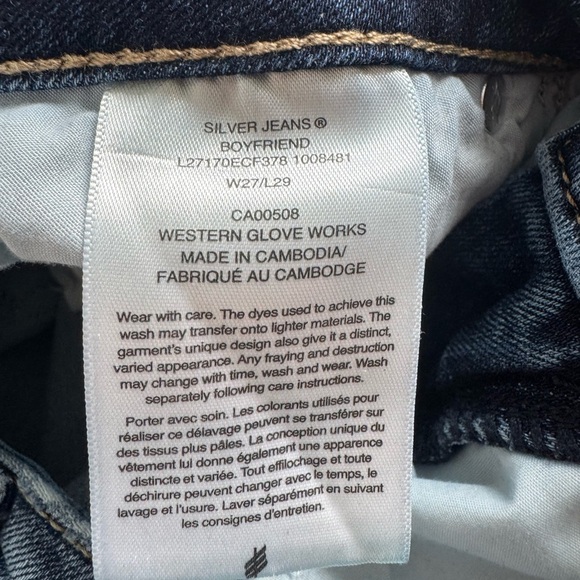 SILVER JEANS®
BOYFRIEND
L27170ECF378 1008481
W27/L29
CA00508
WESTERN GLOVE WORKS
MADE IN CAMBODIA/
FABRIQUÉ AU CAMBODGE
Wear with care. The dyes used to achieve this
wash may transfer onto lighter materials. The
garment's unique design also give it a distinct,
varied appearance. Any fraying and destruction
may change with time, wash and wear. Wash
separately following care instructions.
Porter avec soin. Les colorants utilisés pour
réaliser ce délavage peuvent se transférer sur
des tissus plus pâles. La conception unique du
vêtement lui donne également une apparence
distincte et variée. Tout effilochage et toute
déchirure peuvent changer avec le temps, le
lavage et l'usure. Laver séparément en suivant
les consignes d'entretien.